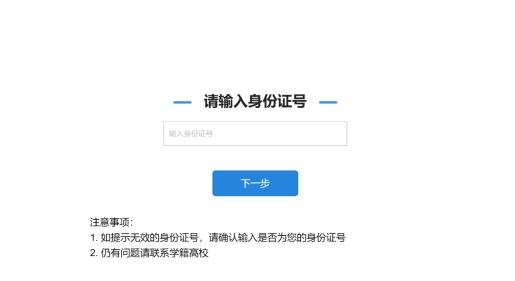 请输入身份证号
输入身份证号
下一步
注意事项：
1. 如提示无效的身份证号，请确认输入是否为您的身份证号
2. 仍有问题请联系学籍高校